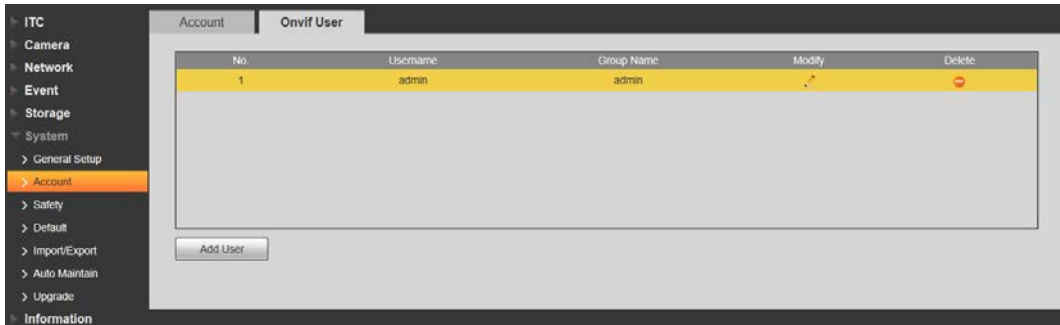 ITC
Camera
Network
Event
Storage
System
General Setup
Account
Safety
Default
Import/Export
Auto Maintain
Upgrade
Information
Account Onvif User
No. Username Group Name Modify Delete
1 admin admin
Add User